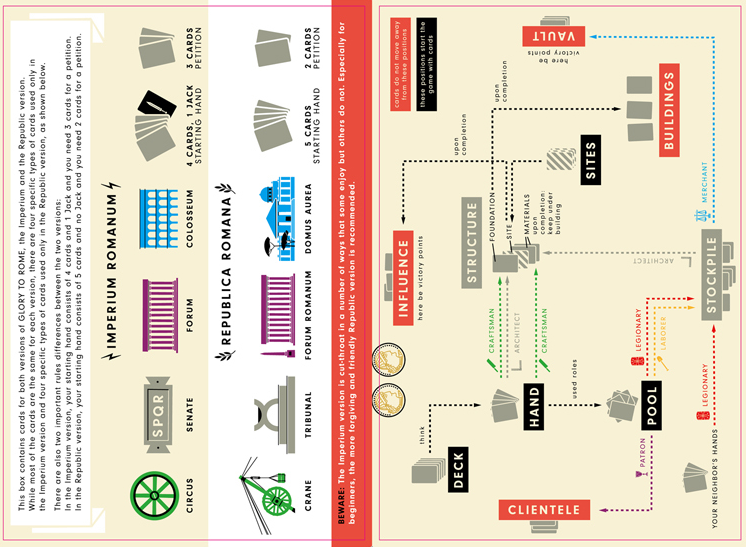 This box contains cards for both versions of GLORY TO ROME, the Imperium and the Republic version.
While most of the cards are the same for each version, there are four specific types of cards used only in
the Imperium version and four specific types of cards used only in the Republic version, as shown below.
There are also two important rules differences between the two versions:
In the Imperium version, your starting hand consists of 4 cards and 1 Jack and you need 3 cards for a petition.
In the Republic version, your starting hand consists of 5 cards and no Jack and you need 2 cards for a petition.
IMPERIUM ROMANUM
CIRCUS
SPQR
SENATE
FORUM
COLOSSEUM
4 CARDS, 1 JACK
STARTING HAND
3 CARDS
PETITION
REPUBLICA ROMANA
CRANE
TRIBUNAL
FORUM ROMANUM
DOMUS AUREA
5 CARDS
STARTING HAND
2 CARDS
PETITION
BEWARE: The Imperium version is cut-throat in a number of ways that some enjoy but others do not. Especially for
beginners, the more forgiving and friendly Republic version is recommended.
cards do not move away
from these positions
these positions start the
game with cards
VAULT
here be
victory points
upon
completion
BUILDINGS
upon
completion
SITES
INFLUENCE
here be victory points
STRUCTURE
FOUNDATION
SITE
MATERIALS
upon
completion:
keep under
building
MERCHANT
ARCHITECT
STOCKPILE
CRAFTSMAN
ARCHITECT
CRAFTSMAN
LEGIONARY
LABORER
LEGIONARY
HAND
used roles
POOL
think
DECK
PATRON
CLIENTELE
YOUR NEIGHBOR'S HANDS